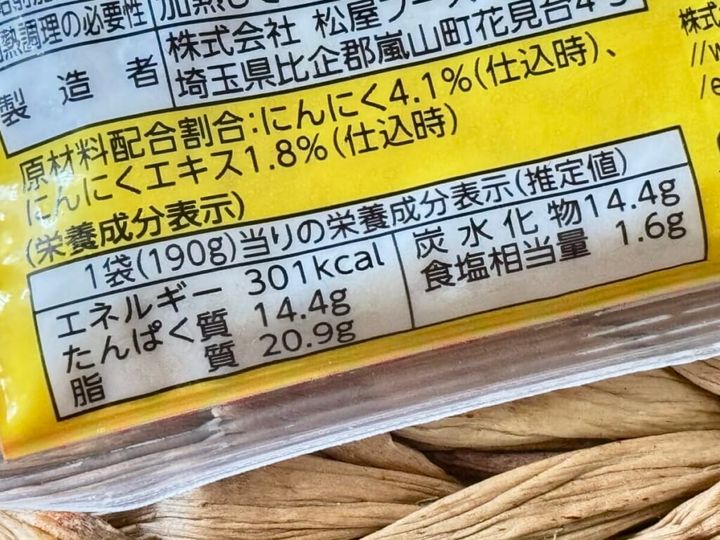 熱調理の必要性
製造者
株式会社 松屋フーズ
埼玉県比企郡嵐山町花見台4-5
原材料配合割合:にんにく4.1%(仕込時)、
にんにくエキス1.8%(仕込時)
(栄養成分表示)
1袋(190g)当りの栄養成分表示(推定値)
エネルギー 301kcal
たんぱく質 14.4g
脂質 20.9g
炭水化物 14.4g
食塩相当量 1.6g
株式
//w
/e